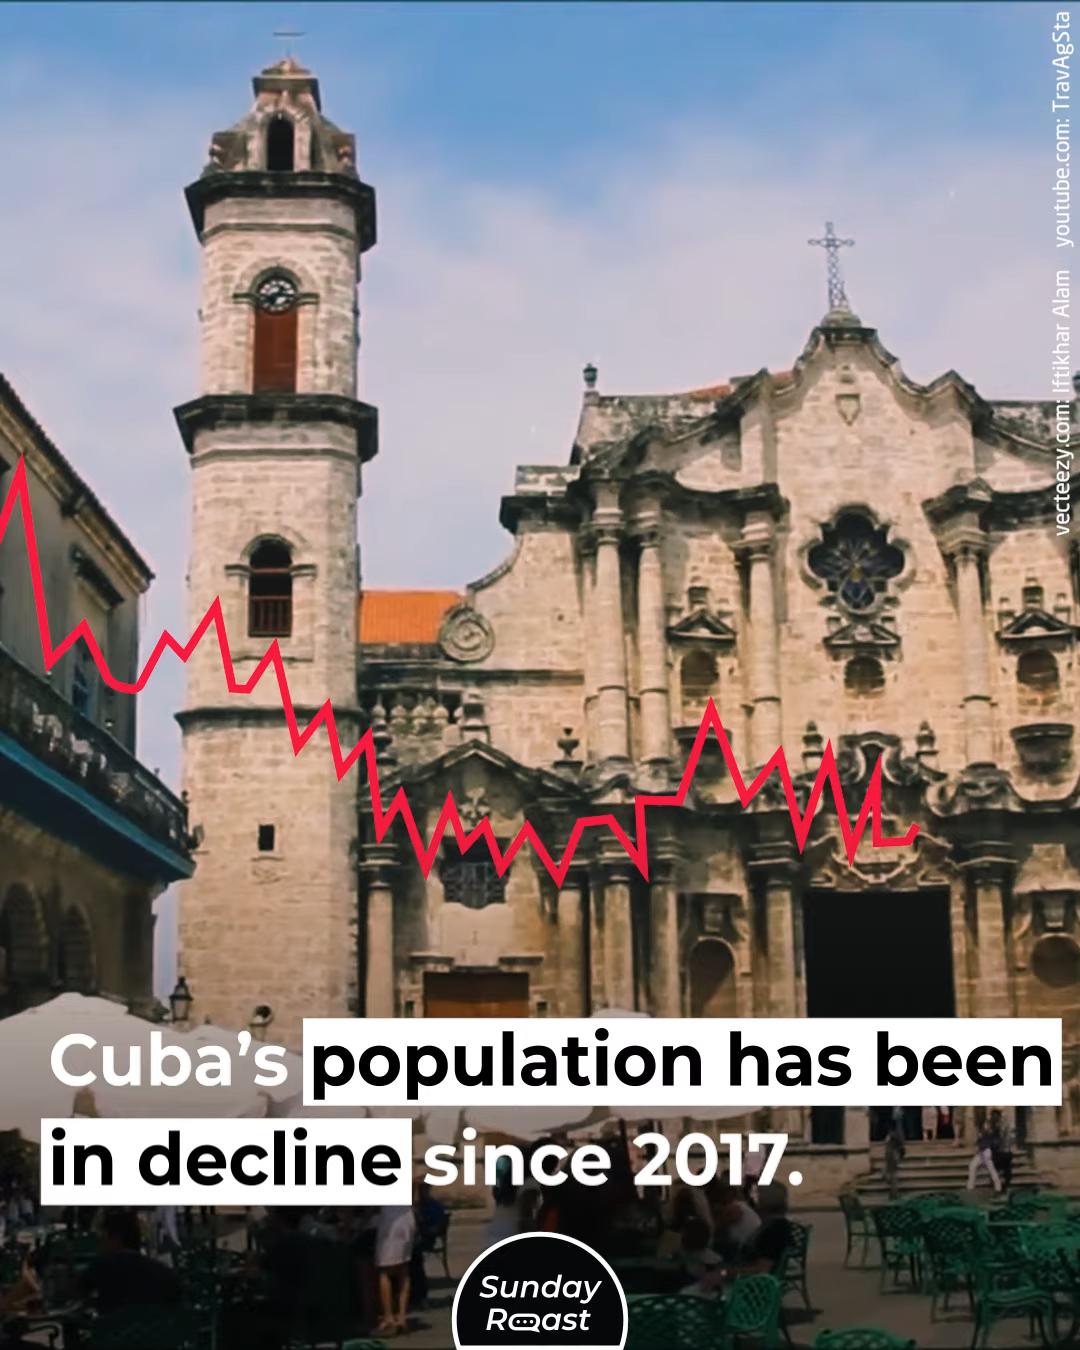 youtube.com: TravAgSta
vecteezy.com: Iftikhar Alam
Cuba’s population has been
in decline since 2017.
Sunday
Roast